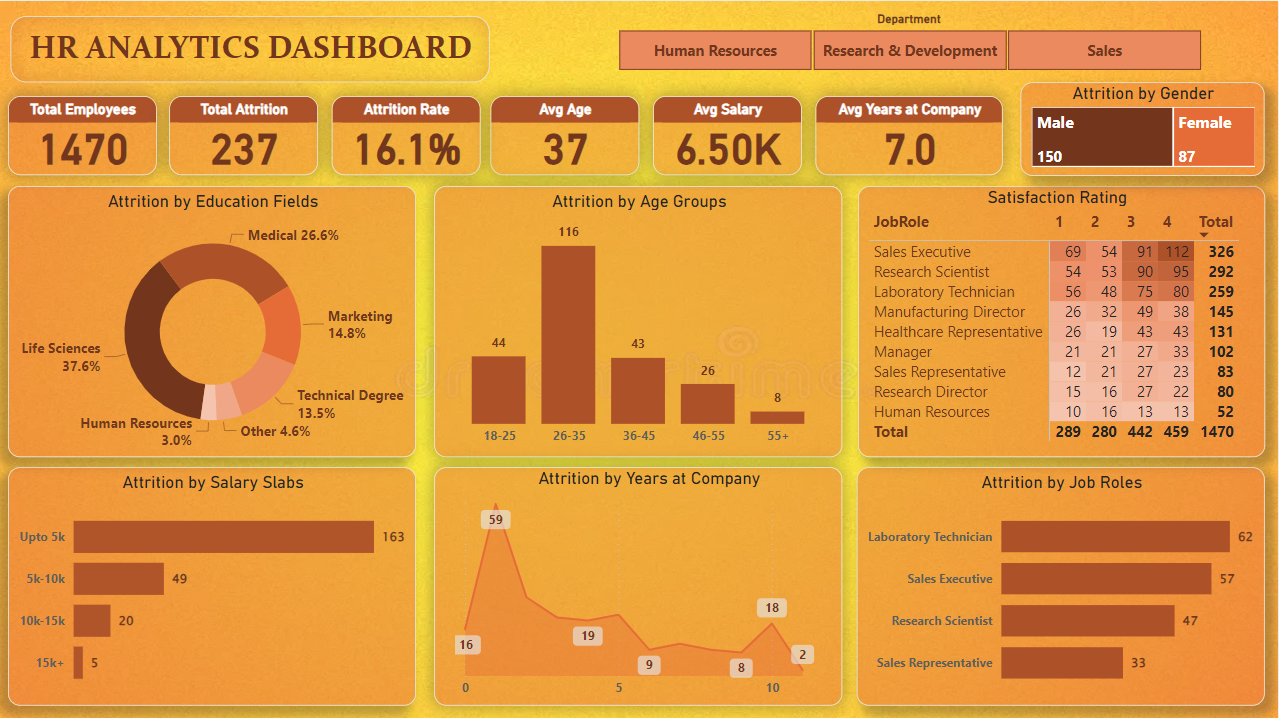 HR ANALYTICS DASHBOARD
Department
Human Resources
Research & Development
Sales
Total Employees
1470
Total Attrition
237
Attrition Rate
16.1%
Avg Age
37
Avg Salary
6.50K
Avg Years at Company
7.0
Attrition by Gender
Male
150
Female
87
Attrition by Education Fields
Medical 26.6%
Marketing
14.8%
Life Sciences
37.6%
Technical Degree
13.5%
Human Resources
3.0%
Other 4.6%
Attrition by Age Groups
116
44
43
26
8
18-25 26-35 36-45 46-55 55+
Satisfaction Rating
JobRole 1 2 3 4 Total
Sales Executive 69 54 91 112 326
Research Scientist 54 53 90 95 292
Laboratory Technician 56 48 75 80 259
Manufacturing Director 26 32 49 38 145
Healthcare Representative 26 19 43 43 131
Manager 21 21 27 33 102
Sales Representative 12 21 27 23 83
Research Director 15 16 27 22 80
Human Resources 10 16 13 13 52
Total 289 280 442 459 1470
Attrition by Salary Slabs
Upto 5k 163
5k-10k 49
10k-15k 20
15k+ 5
Attrition by Years at Company
59
18
19
16
2
9
8
0 5 10
Attrition by Job Roles
Laboratory Technician 62
Sales Executive 57
Research Scientist 47
Sales Representative 33